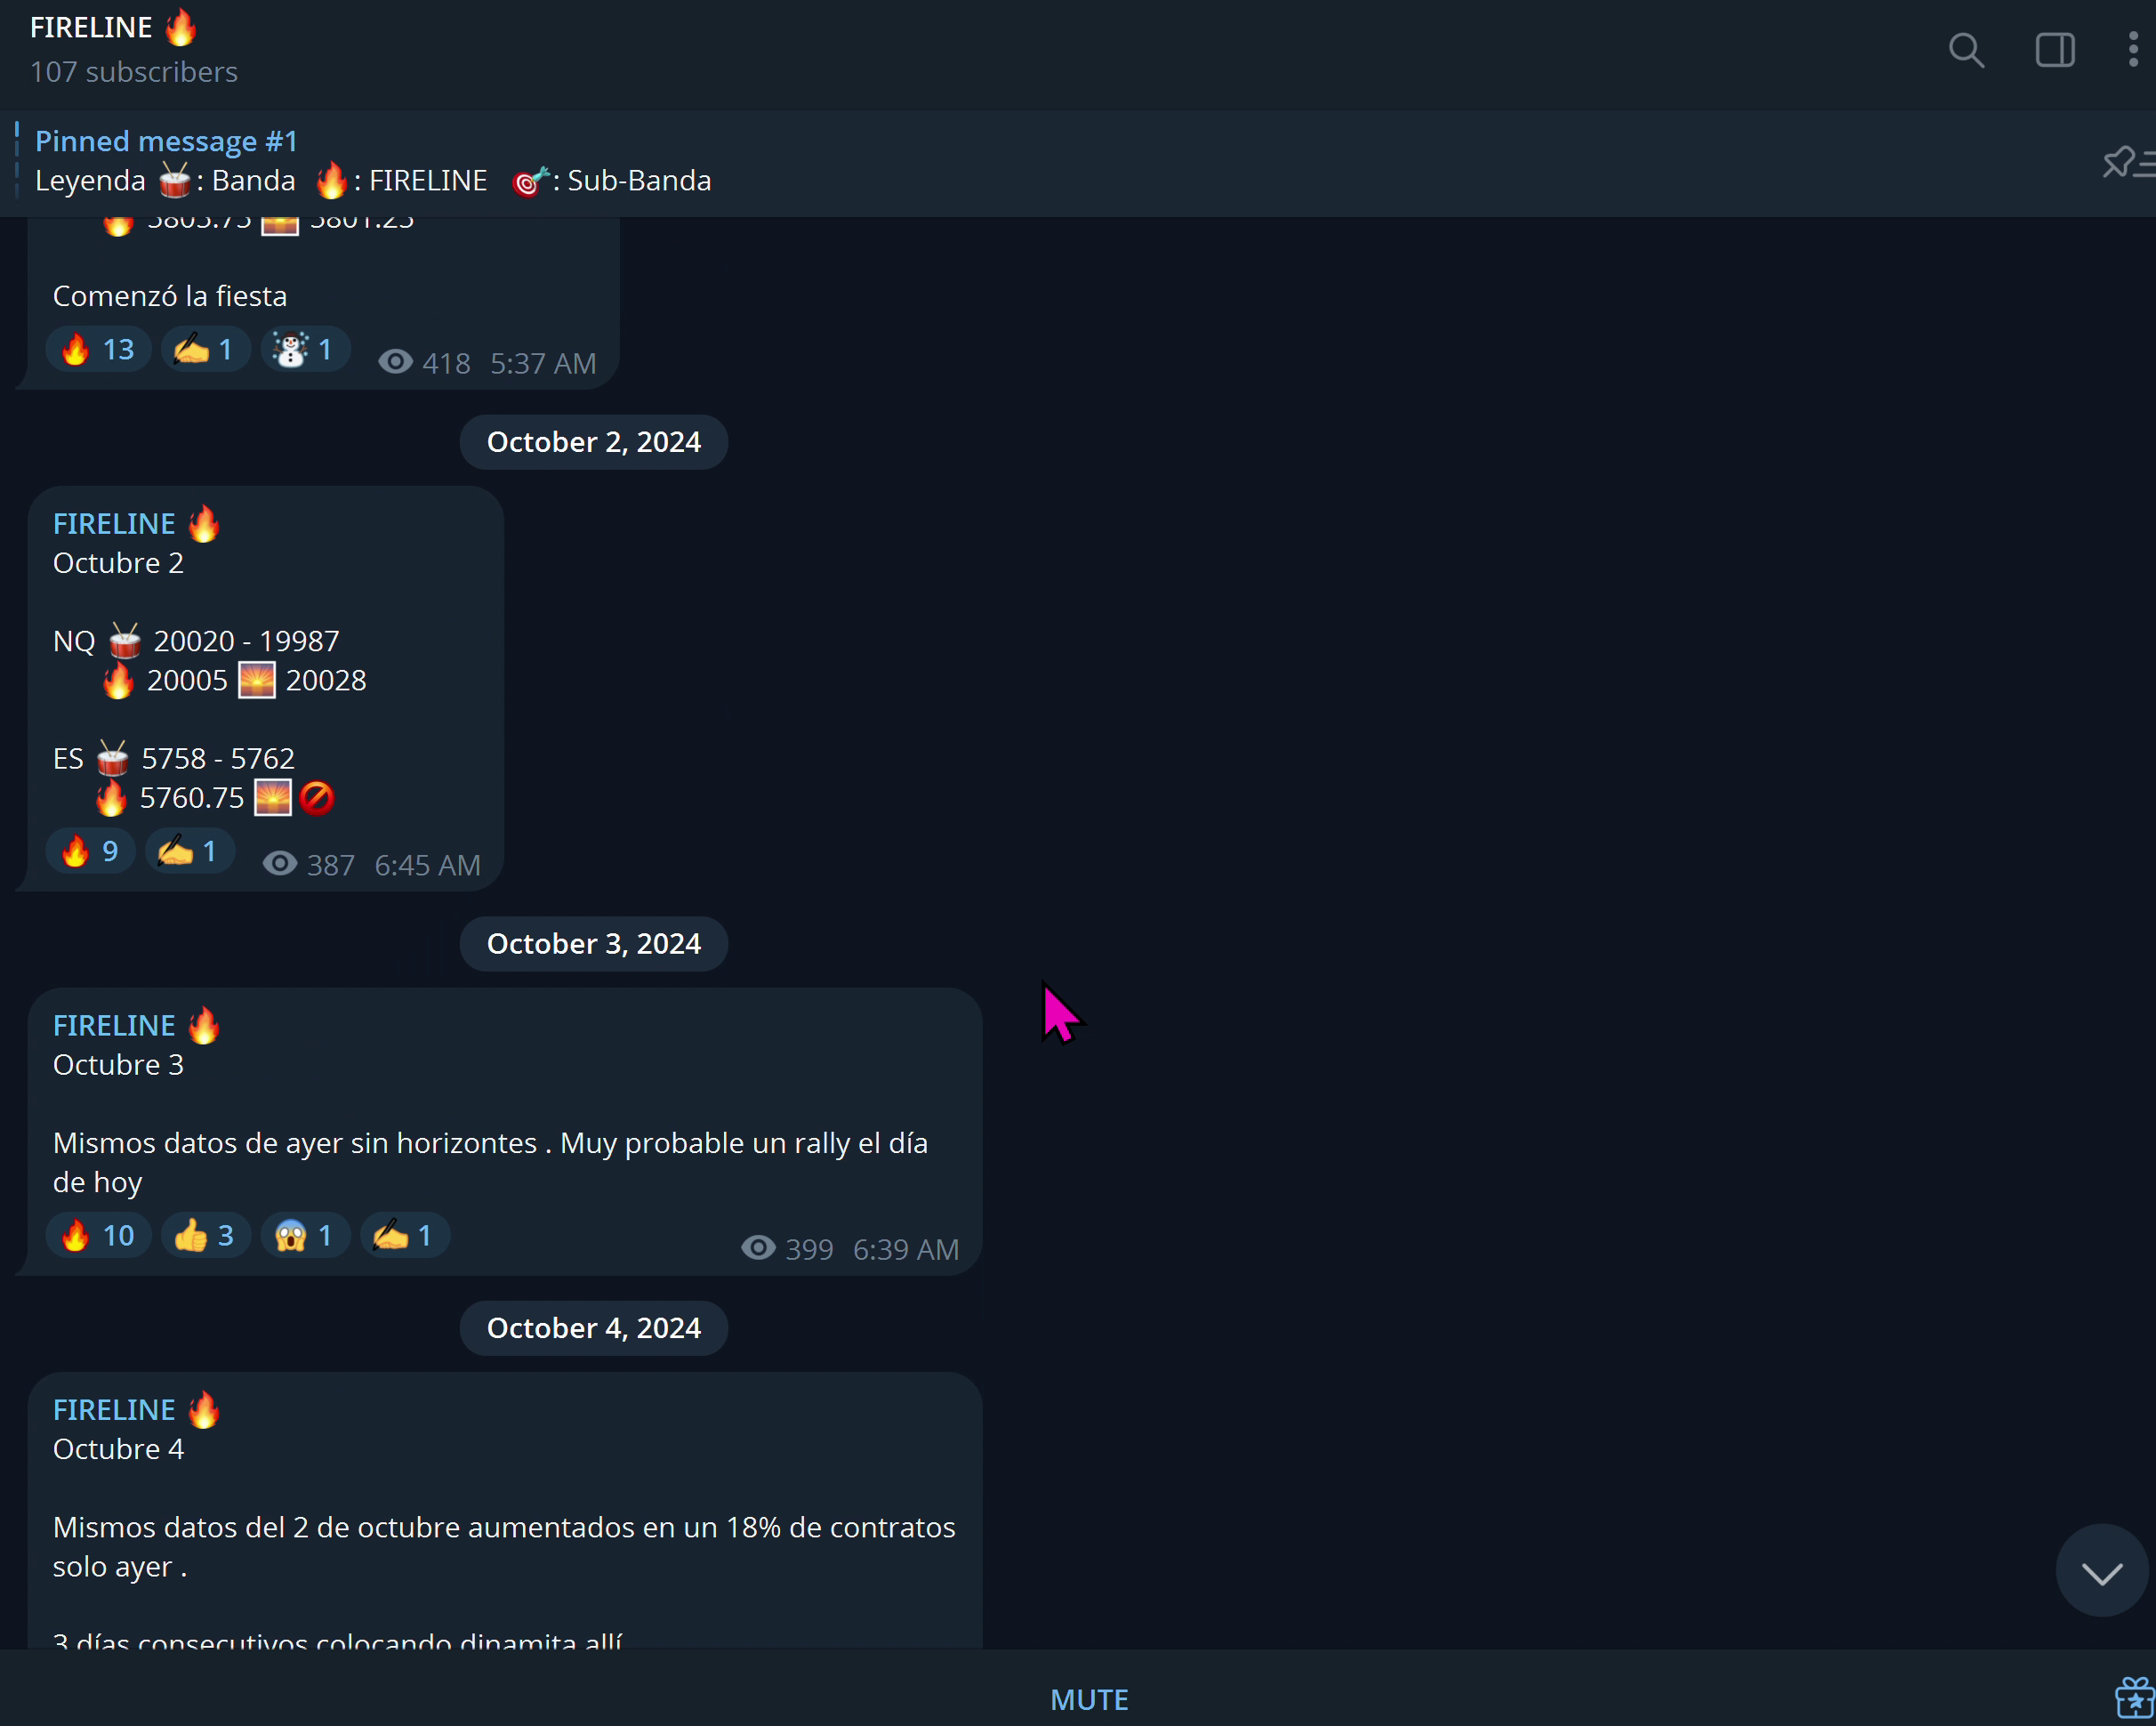 FIRELINE 🔥
107 subscribers
Pinned message #1
Leyenda 🥁: Banda 🔥: FIRELINE 🎯: Sub-Banda
🔥 5805.75 🌅 5801.25
Comenzó la fiesta
🔥 13 ✍️ 1 ☃️ 1 418 5:37 AM
October 2, 2024
FIRELINE 🔥
Octubre 2
NQ 🥁 20020 - 19987
🔥 20005 🌅 20028
ES 🥁 5758 - 5762
🔥 5760.75 🌅🚫
🔥 9 ✍️ 1 387 6:45 AM
October 3, 2024
FIRELINE 🔥
Octubre 3
Mismos datos de ayer sin horizontes . Muy probable un rally el día
de hoy
🔥 10 👍 3 😱 1 ✍️ 1 399 6:39 AM
October 4, 2024
FIRELINE 🔥
Octubre 4
Mismos datos del 2 de octubre aumentados en un 18% de contratos
solo ayer .
3 días consecutivos colocando dinamita allí
MUTE